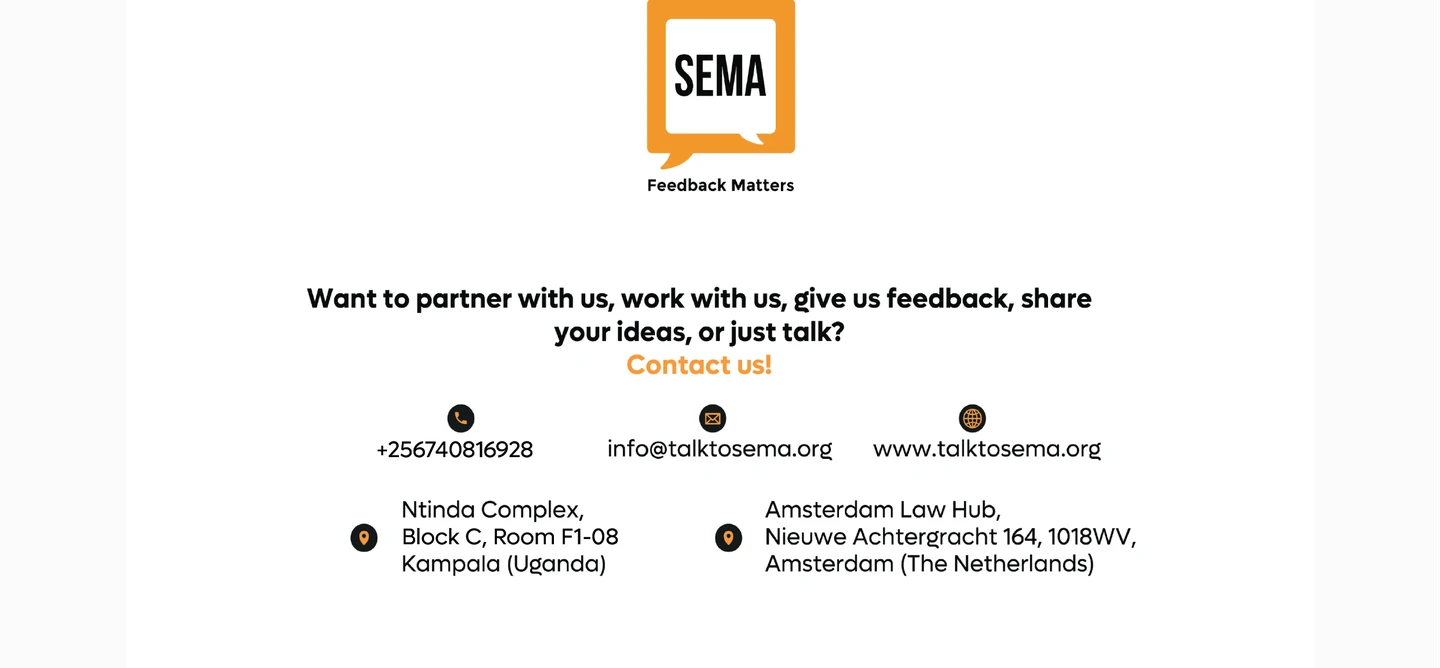 SEMA
Feedback Matters
Want to partner with us, work with us, give us feedback, share
your ideas, or just talk?
Contact us!
+256740816928
info@talktosema.org
www.talktosema.org
Ntinda Complex,
Block C, Room F1-08
Kampala (Uganda)
Amsterdam Law Hub,
Nieuwe Achtergracht 164, 1018WV,
Amsterdam (The Netherlands)